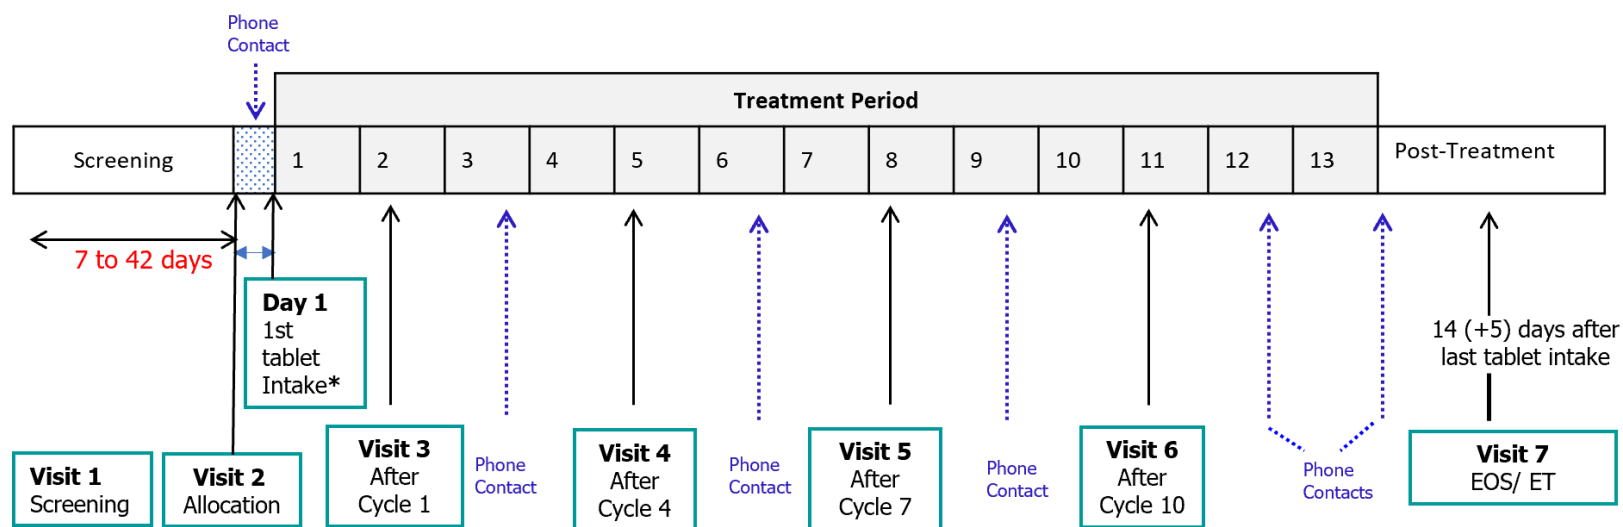 Phone
Contact
Treatment Period
Screening
1
2
3
4
5
6
7
8
9
10
11
12
13
Post-Treatment
7 to 42 days
Day 1
1st
tablet
Intake*
14 (+5) days after
last tablet intake
Visit 1
Screening
Visit 2
Allocation
Visit 3
After
Cycle 1
Phone
Contact
Visit 4
After
Cycle 4
Phone
Contact
Visit 5
After
Cycle 7
Phone
Contact
Visit 6
After
Cycle 10
Phone
Contacts
Visit 7
EOS/ ET